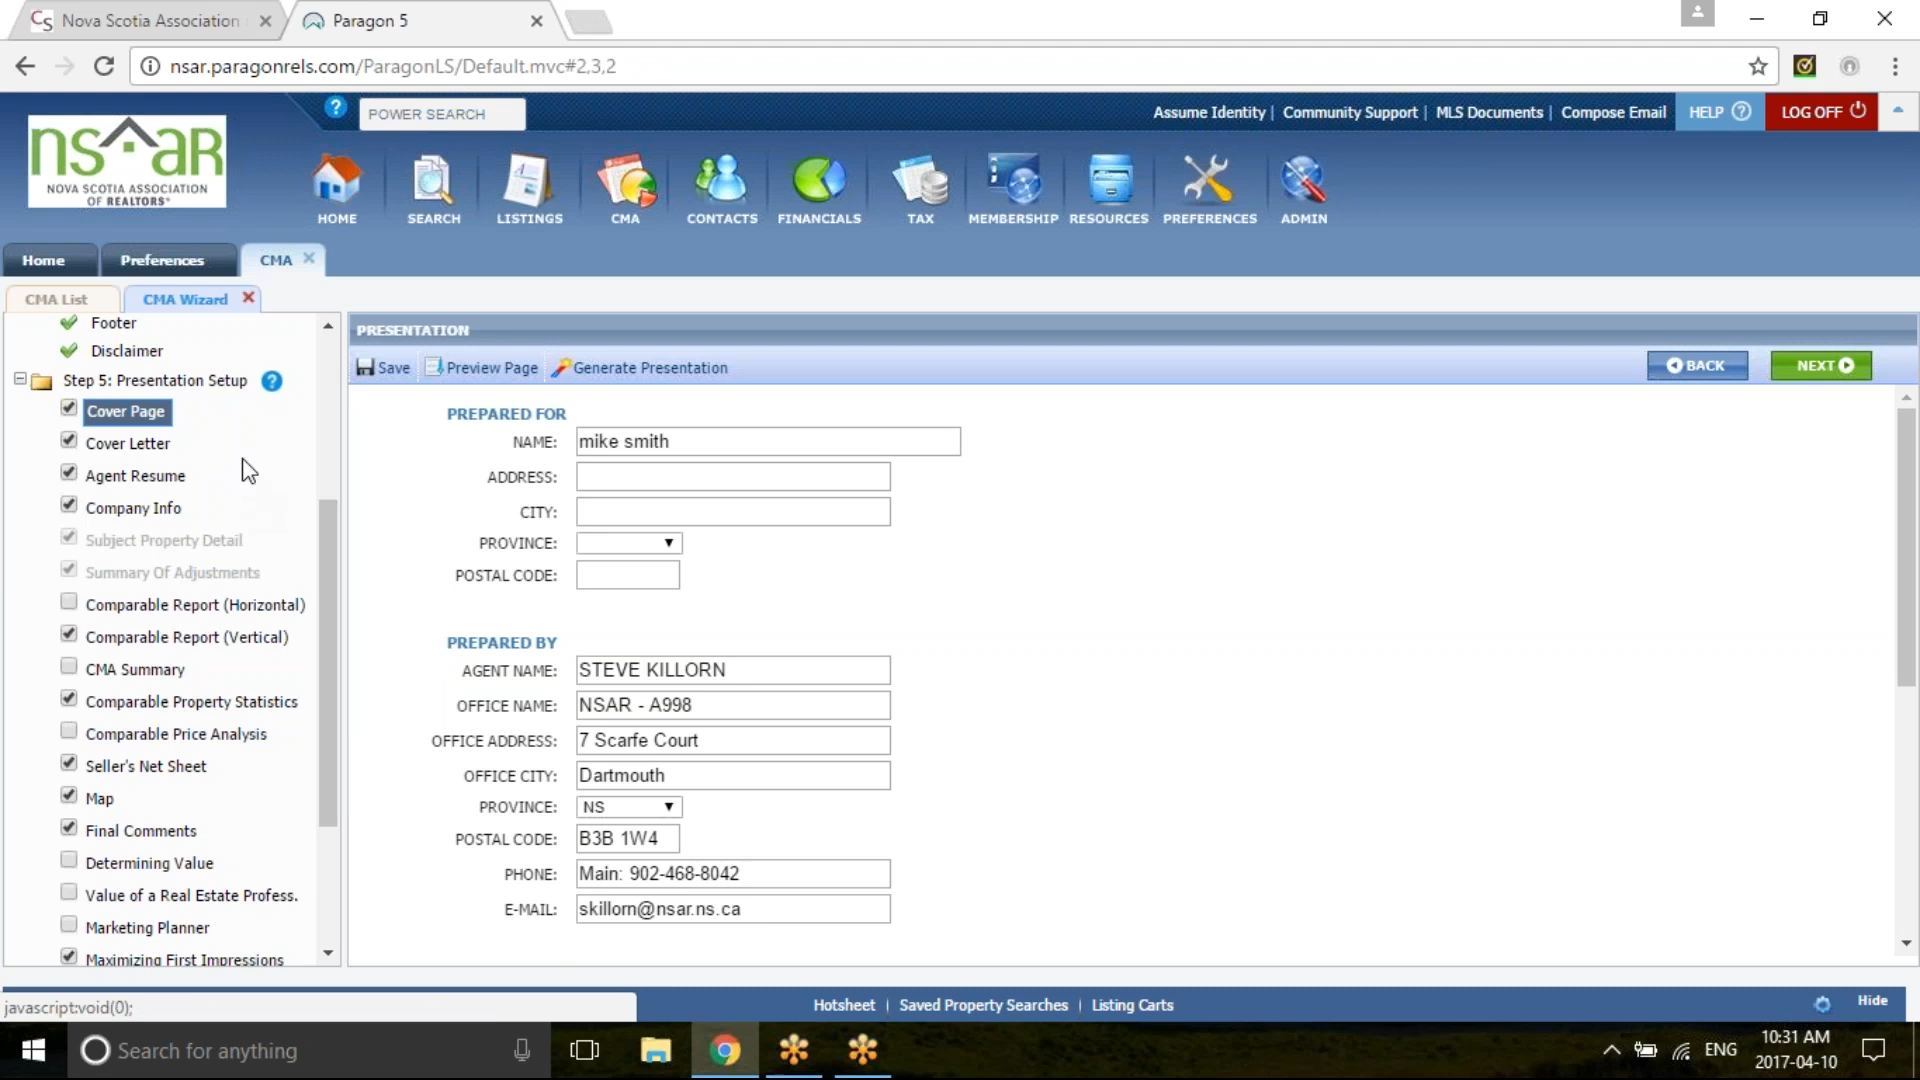 Nova Scotia Association
Paragon 5
nsar.paragonrels.com/ParagonLS/Default.mvc#2,3,2
nsaR
NOVA SCOTIA ASSOCIATION
OF REALTORS®
POWER SEARCH
Assume Identity | Community Support | MLS Documents | Compose Email
HELP ?
LOG OFF
HOME
SEARCH
LISTINGS
CMA
CONTACTS
FINANCIALS
TAX
MEMBERSHIP
RESOURCES
PREFERENCES
ADMIN
Home
Preferences
CMA
CMA List
CMA Wizard
Footer
Disclaimer
Step 5: Presentation Setup ?
Cover Page
Cover Letter
Agent Resume
Company Info
Subject Property Detail
Summary Of Adjustments
Comparable Report (Horizontal)
Comparable Report (Vertical)
CMA Summary
Comparable Property Statistics
Comparable Price Analysis
Seller's Net Sheet
Map
Final Comments
Determining Value
Value of a Real Estate Profess.
Marketing Planner
Maximizing First Impressions
PRESENTATION
Save
Preview Page
Generate Presentation
BACK
NEXT
PREPARED FOR
NAME: mike smith
ADDRESS:
CITY:
PROVINCE:
POSTAL CODE:
PREPARED BY
AGENT NAME: STEVE KILLORN
OFFICE NAME: NSAR - A998
OFFICE ADDRESS: 7 Scarfe Court
OFFICE CITY: Dartmouth
PROVINCE: NS
POSTAL CODE: B3B 1W4
PHONE: Main: 902-468-8042
E-MAIL: skillorn@nsar.ns.ca
javascript:void(0);
Hotsheet | Saved Property Searches | Listing Carts
Hide
Search for anything
ENG
10:31 AM
2017-04-10